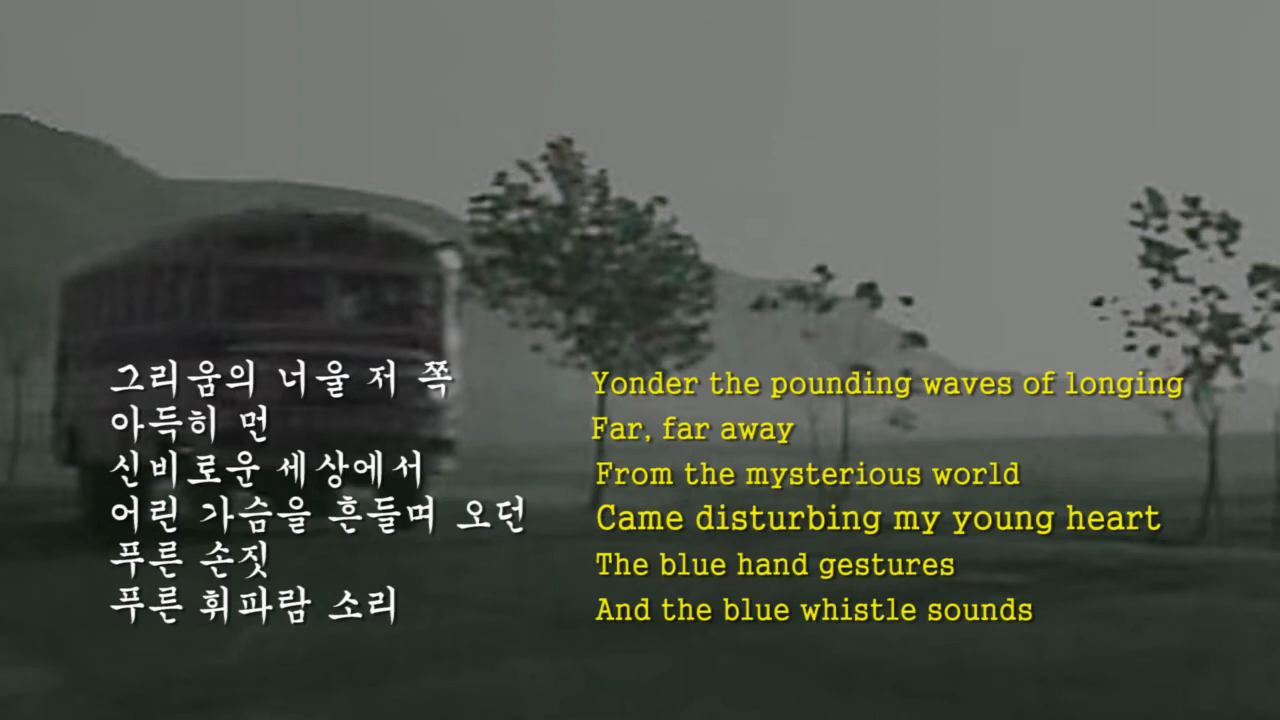 그리움의 너울 저 쪽
아득히 먼
신비로운 세상에서
어린 가슴을 흔들며 오던
푸른 손짓
푸른 휘파람 소리
Yonder the pounding waves of longing
Far, far away
From the mysterious world
Came disturbing my young heart
The blue hand gestures
And the blue whistle sounds